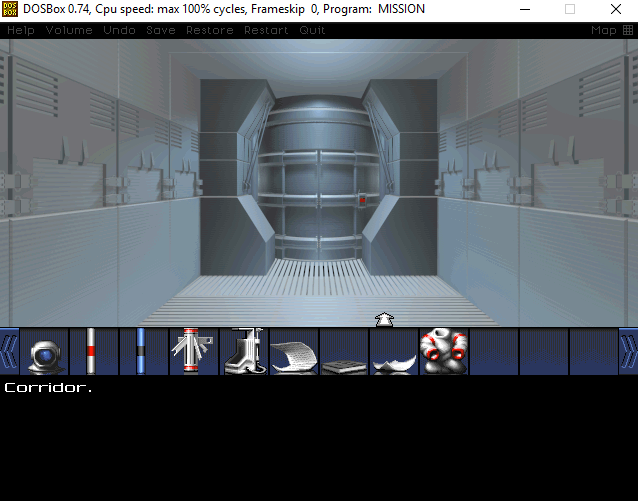 DOSBox 0.74, Cpu speed: max 100% cycles, Frameskip 0, Program: MISSION
Help Volume Undo Save Restore Restart Quit Map
Corridor.